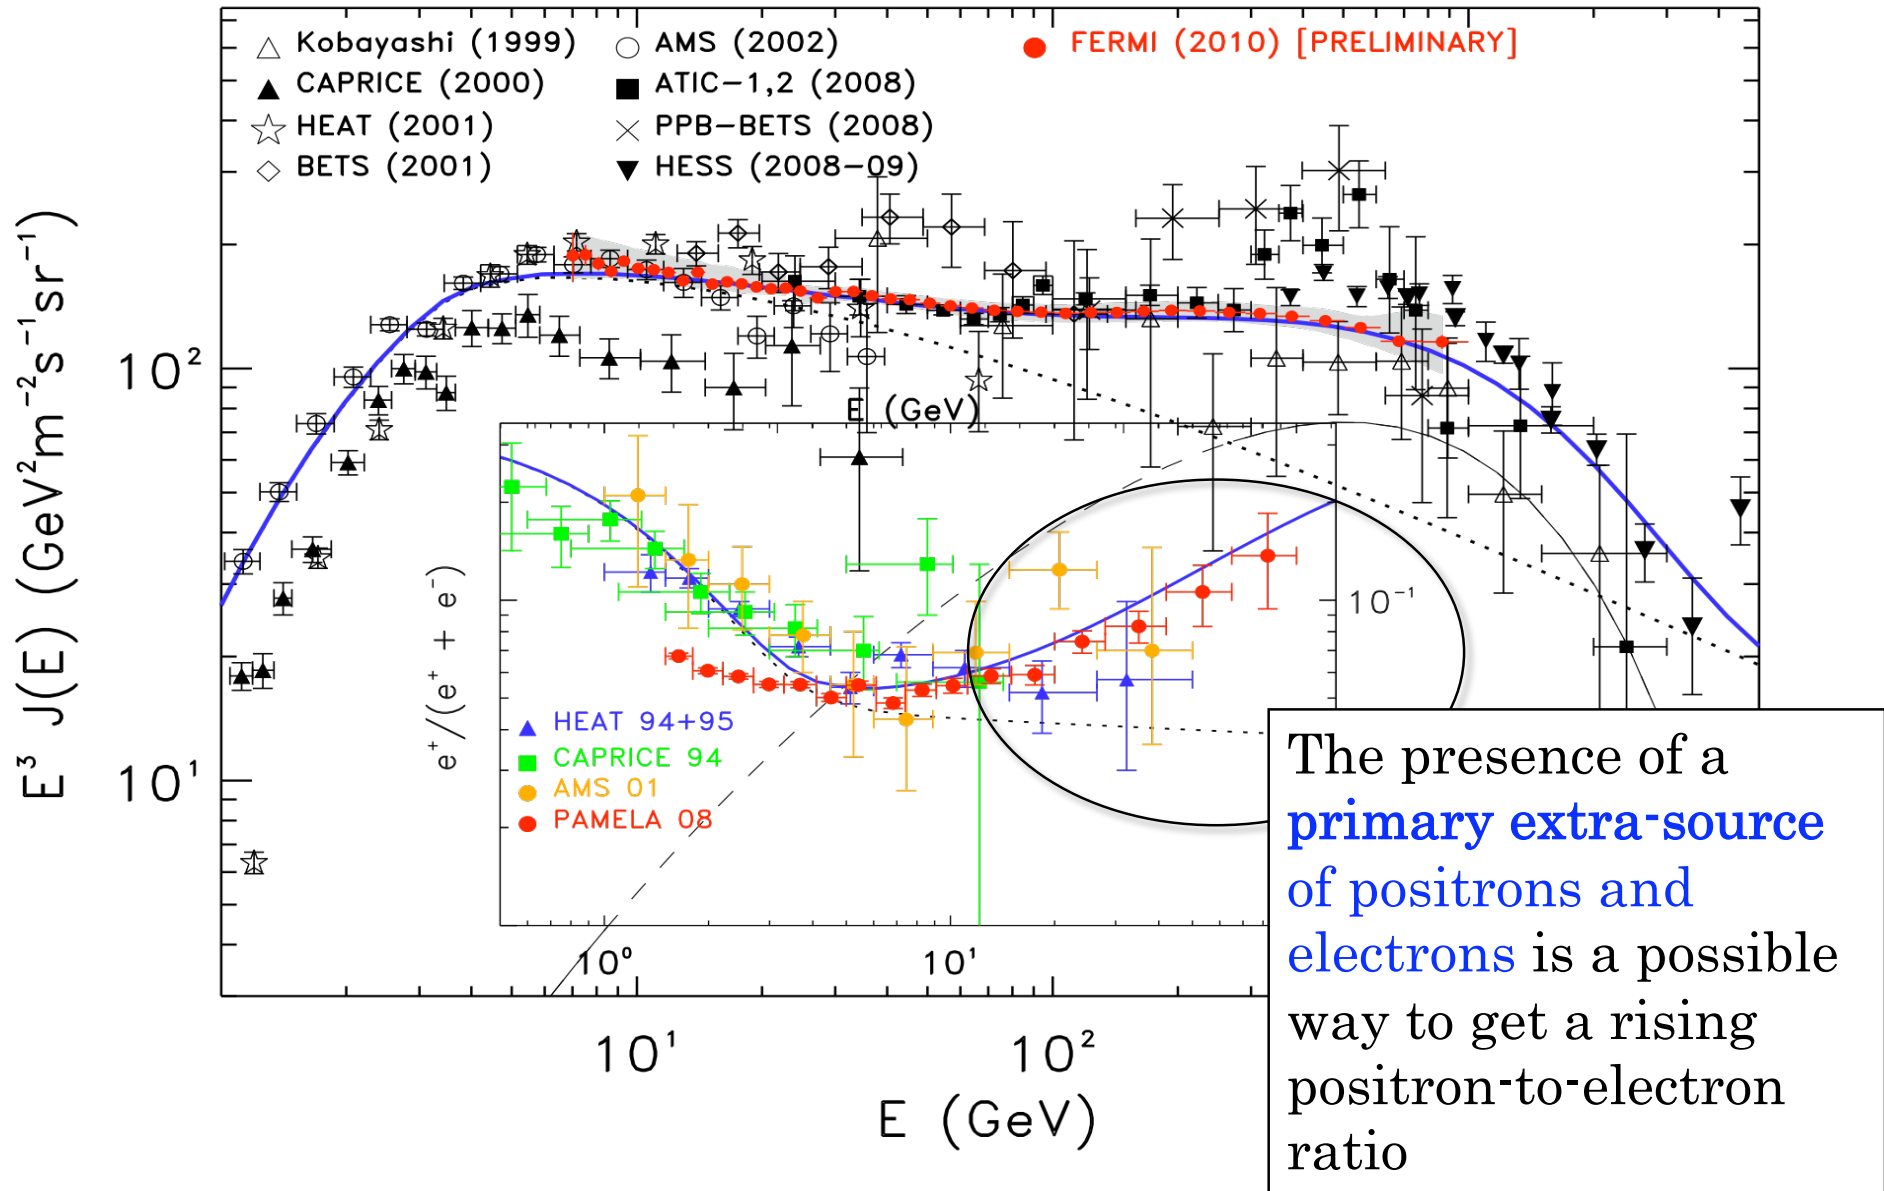 Kobayashi (1999)
CAPRICE (2000)
HEAT (2001)
BETS (2001)
AMS (2002)
ATIC−1,2 (2008)
PPB−BETS (2008)
HESS (2008−09)
FERMI (2010) [PRELIMINARY]
E³ J(E) (GeV²m⁻²s⁻¹sr⁻¹)
10²
10¹
E (GeV)
e⁺/(e⁺ + e⁻)
10⁻¹
HEAT 94+95
CAPRICE 94
AMS 01
PAMELA 08
10⁰
10¹
10¹
10²
E (GeV)
The presence of a
primary extra-source
of positrons and
electrons is a possible
way to get a rising
positron-to-electron
ratio